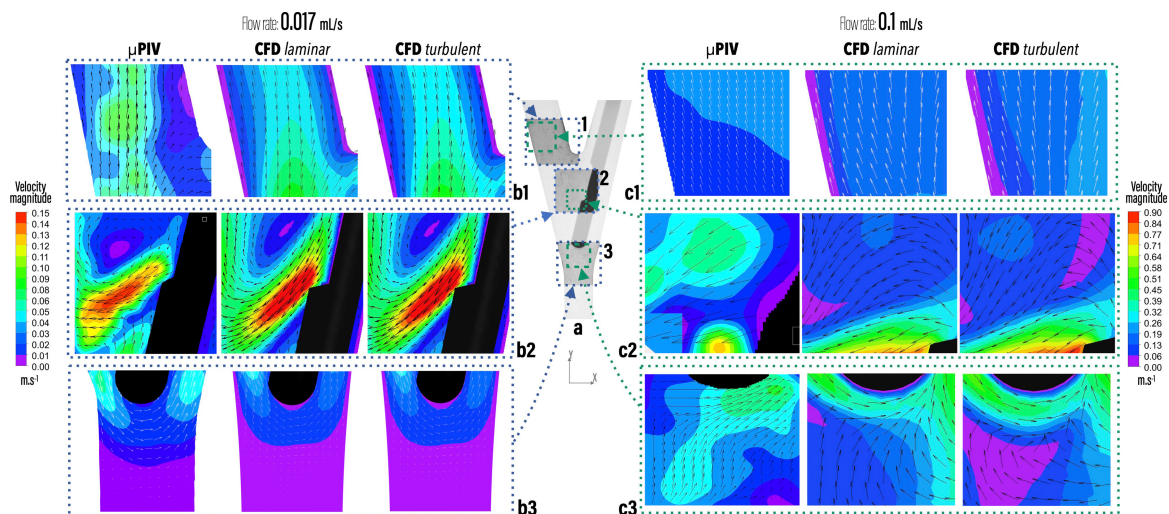 Flow rate: 0.017 mL/s
Flow rate: 0.1 mL/s
µPIV CFD laminar CFD turbulent
µPIV CFD laminar CFD turbulent
1
2
3
a
b1
b2
b3
c1
c2
c3
y
x
Velocity
magnitude
0.15
0.14
0.13
0.12
0.11
0.10
0.09
0.08
0.07
0.06
0.05
0.04
0.03
0.02
0.01
0.00
m.s⁻¹
Velocity
magnitude
0.90
0.84
0.77
0.71
0.64
0.58
0.51
0.45
0.39
0.32
0.26
0.19
0.13
0.06
0.00
m.s⁻¹